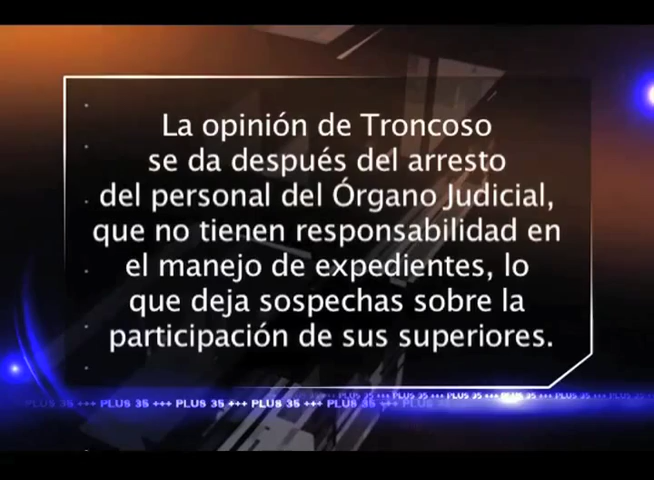 La opinión de Troncoso
se da después del arresto
del personal del Órgano Judicial,
que no tienen responsabilidad en
el manejo de expedientes, lo
que deja sospechas sobre la
participación de sus superiores.
PLUS 35 +++ PLUS 35 +++ PLUS 35 +++ PLUS 35 +++ PLUS 35 +++ PLUS 35